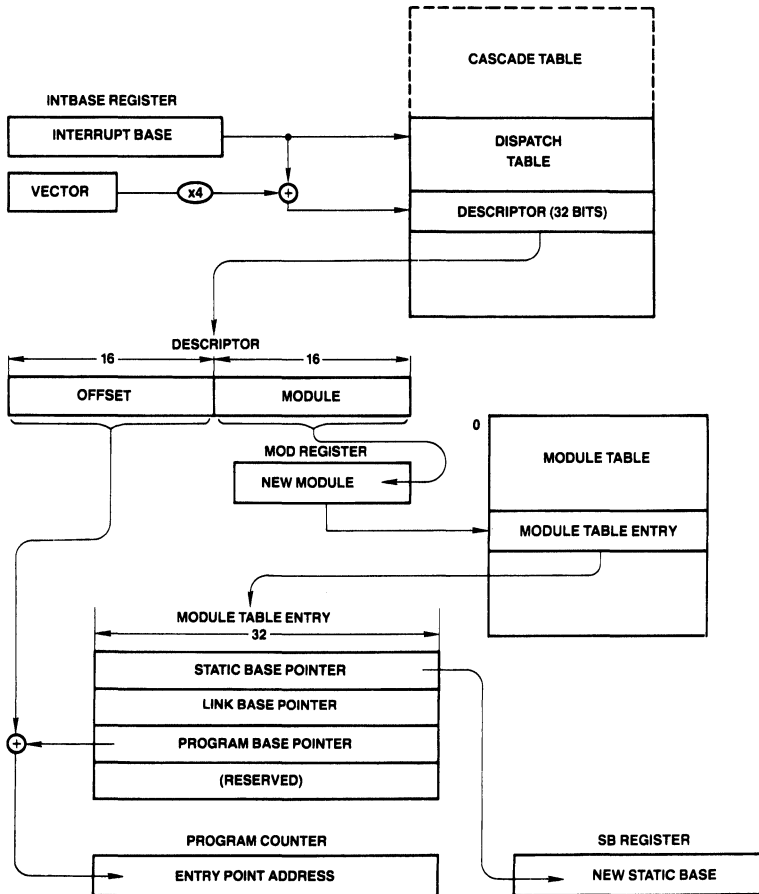 CASCADE TABLE
INTBASE REGISTER
INTERRUPT BASE
DISPATCH
TABLE
VECTOR
x4
+
DESCRIPTOR (32 BITS)
DESCRIPTOR
16
16
OFFSET
MODULE
0
MOD REGISTER
MODULE TABLE
NEW MODULE
MODULE TABLE ENTRY
MODULE TABLE ENTRY
32
STATIC BASE POINTER
LINK BASE POINTER
+
PROGRAM BASE POINTER
(RESERVED)
PROGRAM COUNTER
SB REGISTER
ENTRY POINT ADDRESS
NEW STATIC BASE